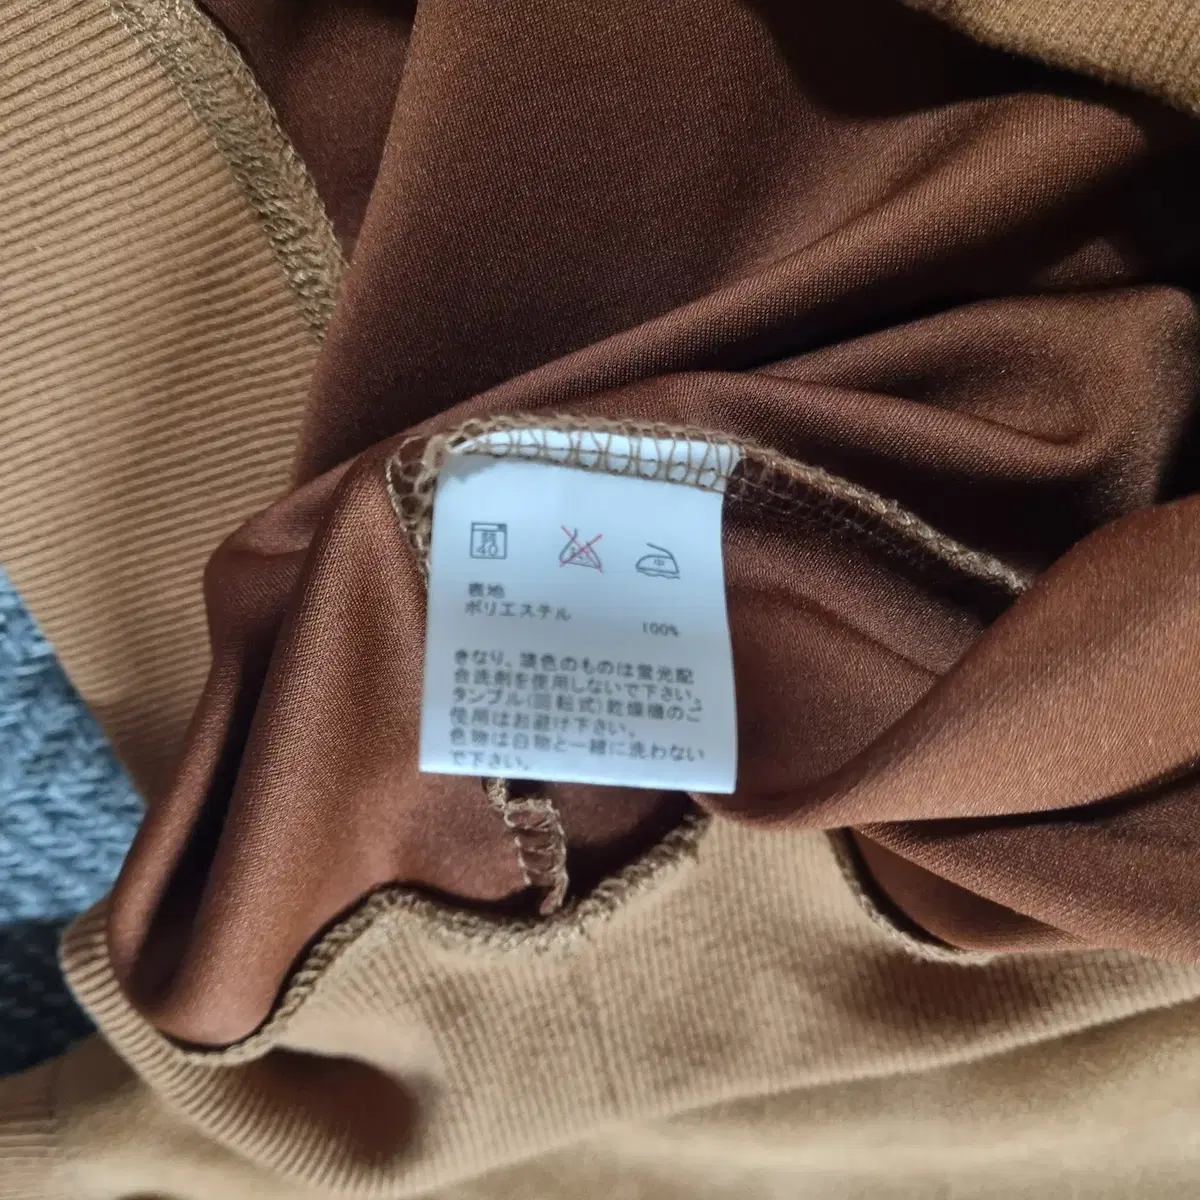 弱
40
中
表地
ポリエステル
100%
きなり、淡色のものは蛍光配
合洗剤を使用しないで下さい。
タンブル(回転式)乾燥機のご
使用はお避け下さい。
色物は白物と一緒に洗わない
で下さい。